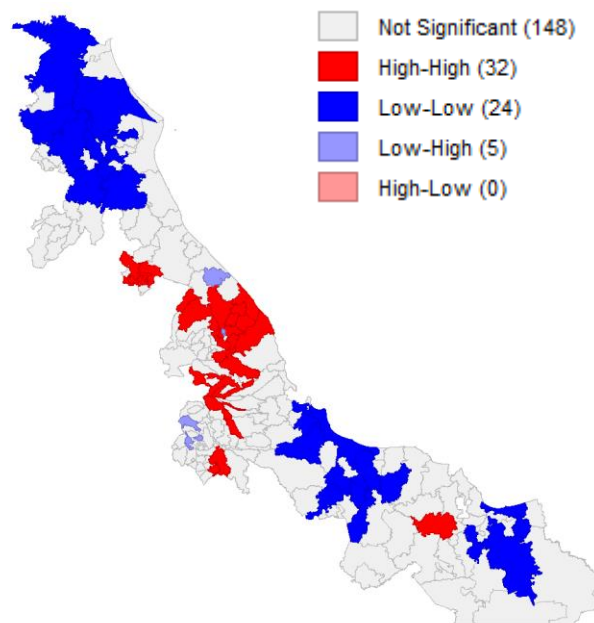 Not Significant (148)
High-High (32)
Low-Low (24)
Low-High (5)
High-Low (0)